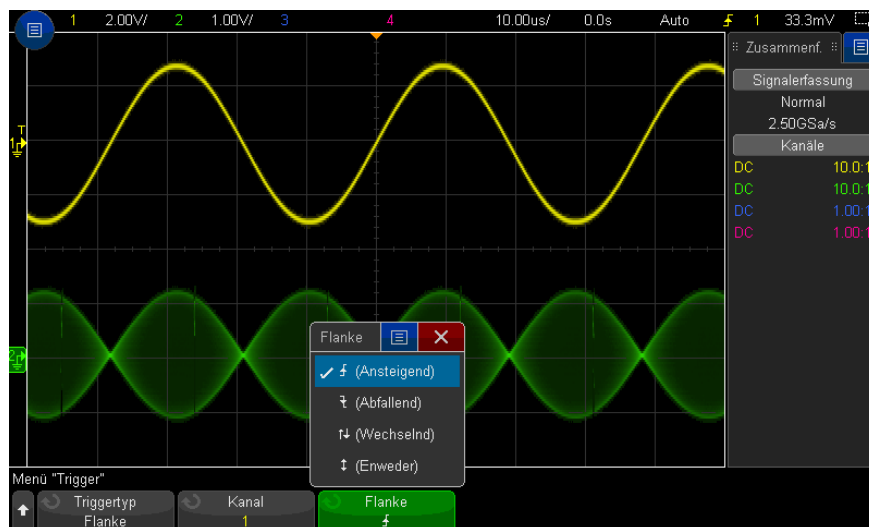 1 2.00V/ 2 1.00V/ 3 4 10.00us/ 0.0s Auto 1 33.3mV
Zusammenf.
Signalerfassung
Normal
2.50GSa/s
Kanäle
DC 10.0:1
DC 10.0:1
DC 1.00:1
DC 1.00:1
T
1
2
Flanke
(Ansteigend)
(Abfallend)
(Wechselnd)
(Enweder)
Menü "Trigger"
Triggertyp Kanal Flanke
Flanke 1